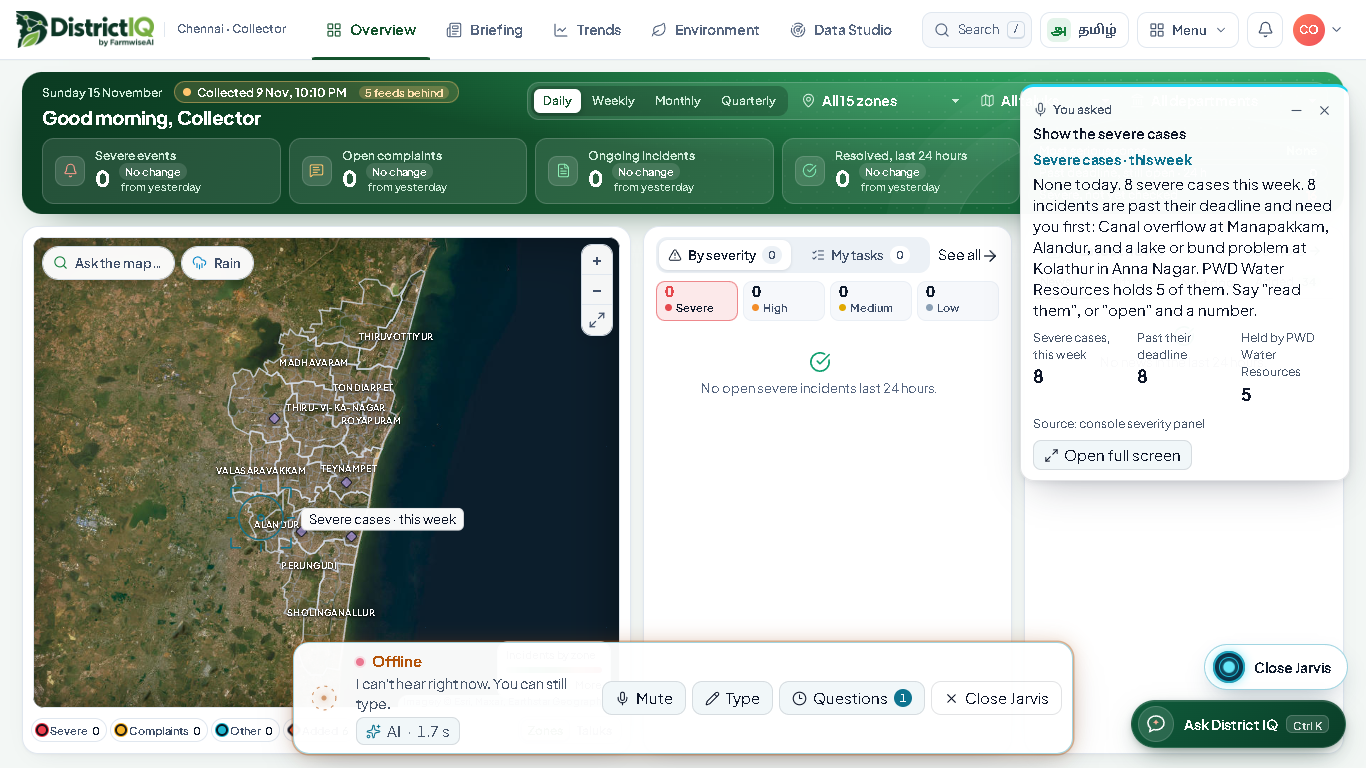 DistrictIQ
by FarmwiseAI
Chennai · Collector
Overview
Briefing
Trends
Environment
Data Studio
Search /
அ தமிழ்
Menu
CO
Sunday 15 November
Collected 9 Nov, 10:10 PM 5 feeds behind
Good morning, Collector
Daily Weekly Monthly Quarterly
All 15 zones
Severe events
0 No change
from yesterday
Open complaints
0 No change
from yesterday
Ongoing incidents
0 No change
from yesterday
Resolved, last 24 hours
0 No change
from yesterday
You asked
Show the severe cases
Severe cases · this week
None today. 8 severe cases this week. 8
incidents are past their deadline and need
you first: Canal overflow at Manapakkam,
Alandur, and a lake or bund problem at
Kolathur in Anna Nagar. PWD Water
Resources holds 5 of them. Say "read
them", or "open" and a number.
Severe cases,
this week
8
Past their
deadline
8
Held by PWD
Water
Resources
5
Source: console severity panel
Open full screen
Ask the map...
Rain
+
−
THIRUVOTTIYUR
MADHAVARAM
TONDIARPET
THIRU-VI-KA-NAGAR
ROYAPURAM
VALASARAVAKKAM
TEYNAMPET
ALANDUR
Severe cases · this week
PERUNGUDI
SHOLINGANALLUR
By severity 0
My tasks 0
See all
0
Severe
0
High
0
Medium
0
Low
No open severe incidents last 24 hours.
Severe 0
Complaints 0
Other 0
Offline
I can't hear right now. You can still
type.
AI · 1.7 s
Mute
Type
Questions 1
Close Jarvis
Close Jarvis
Ask District IQ Ctrl K